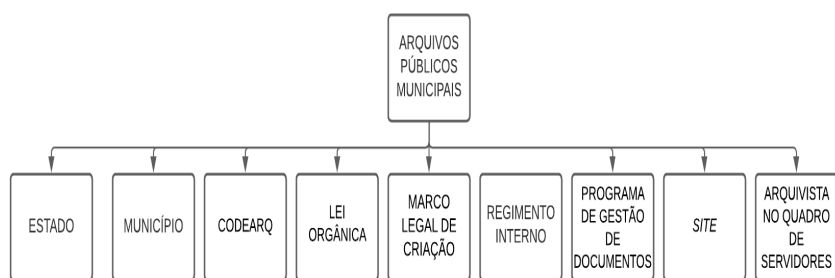 ARQUIVOS
PÚBLICOS
MUNICIPAIS
ESTADO
MUNICÍPIO
CODEARQ
LEI
ORGÂNICA
MARCO
LEGAL DE
CRIAÇÃO
REGIMENTO
INTERNO
PROGRAMA
DE GESTÃO
DE
DOCUMENTOS
SITE
ARQUIVISTA
NO QUADRO
DE
SERVIDORES